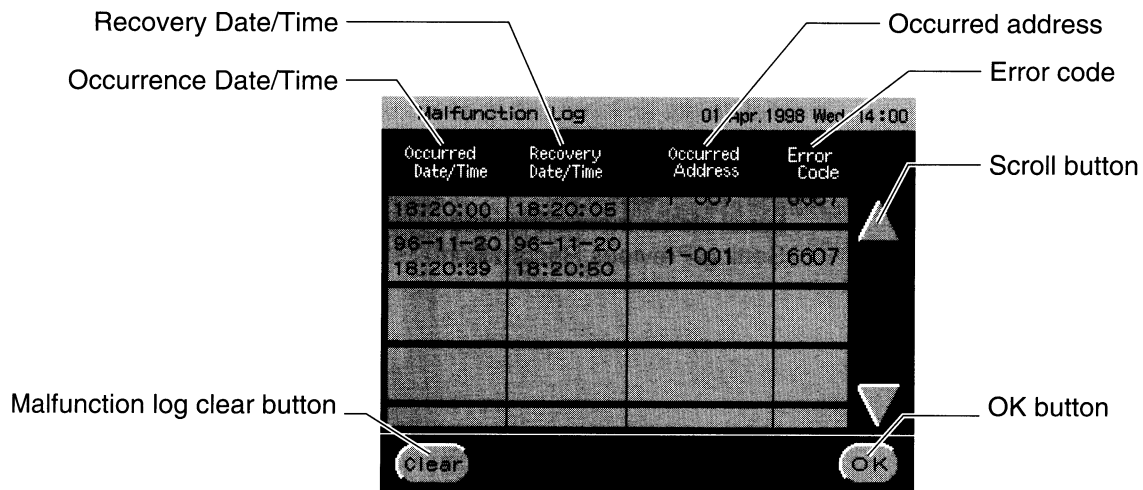 Recovery Date/Time
Occurred address
Occurrence Date/Time
Error code
Malfunction Log 01 Apr.1998 Wed 14:00
Occurred Date/Time
Recovery Date/Time
Occurred Address
Error Code
Scroll button
18:20:00 18:20:05
96-11-20 96-11-20
18:20:39 18:20:50
1-001 6607
Malfunction log clear button
OK button
Clear
OK